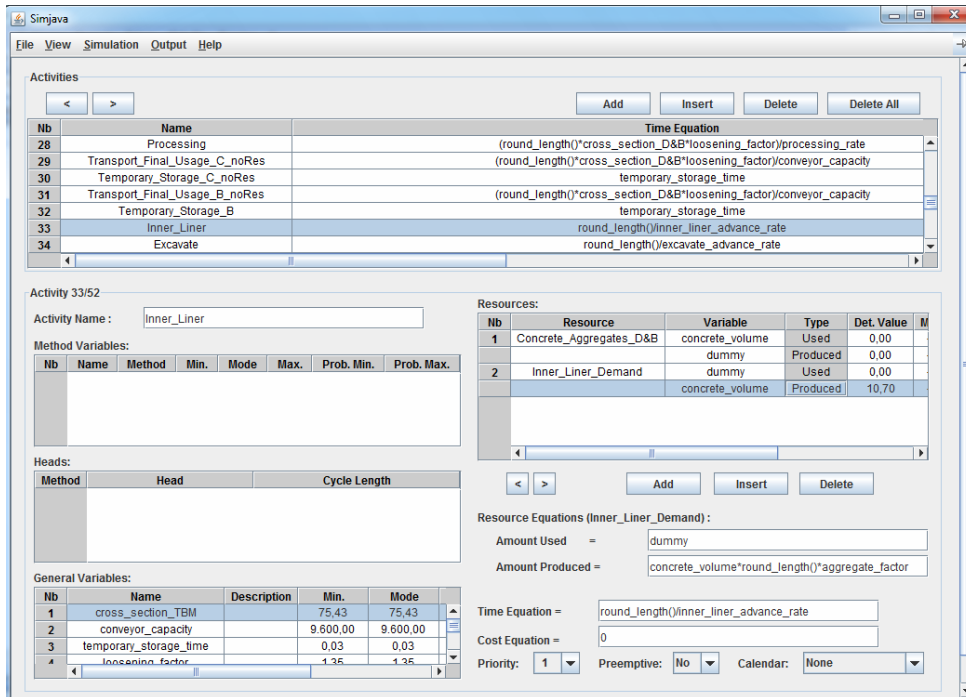 Simjava
File View Simulation Output Help
Activities
< > Add Insert Delete Delete All
Nb Name Time Equation
28 Processing (round_length()*cross_section_D&B*loosening_factor)/processing_rate
29 Transport_Final_Usage_C_noRes (round_length()*cross_section_D&B*loosening_factor)/conveyor_capacity
30 Temporary_Storage_C_noRes temporary_storage_time
31 Transport_Final_Usage_B_noRes (round_length()*cross_section_D&B*loosening_factor)/conveyor_capacity
32 Temporary_Storage_B temporary_storage_time
33 Inner_Liner round_length()/inner_liner_advance_rate
34 Excavate round_length()/excavate_advance_rate
Activity 33/52
Activity Name : Inner_Liner
Method Variables:
Nb Name Method Min. Mode Max. Prob. Min. Prob. Max.
Heads:
Method Head Cycle Length
General Variables:
Nb Name Description Min. Mode
1 cross_section_TBM 75,43 75,43
2 conveyor_capacity 9.600,00 9.600,00
3 temporary_storage_time 0,03 0,03
4 loosening_factor 1,35 1,35
Resources:
Nb Resource Variable Type Det. Value M
1 Concrete_Aggregates_D&B concrete_volume Used 0,00
dummy Produced 0,00
2 Inner_Liner_Demand dummy Used 0,00
concrete_volume Produced 10,70
< > Add Insert Delete
Resource Equations (Inner_Liner_Demand) :
Amount Used = dummy
Amount Produced = concrete_volume*round_length()*aggregate_factor
Time Equation = round_length()/inner_liner_advance_rate
Cost Equation = 0
Priority: 1 Preemptive: No Calendar: None